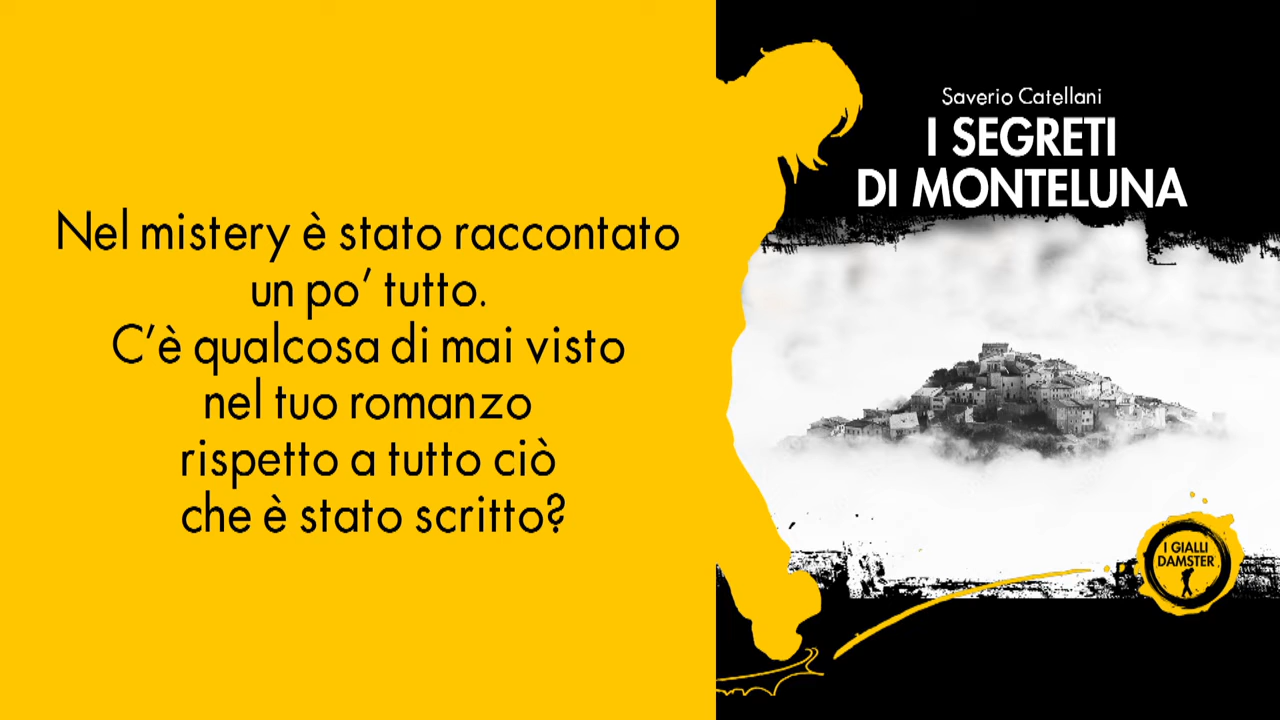 Nel mistery è stato raccontato
un po’ tutto.
C’è qualcosa di mai visto
nel tuo romanzo
rispetto a tutto ciò
che è stato scritto?
Saverio Catellani
I SEGRETI
DI MONTELUNA
I GIALLI
DAMSTER